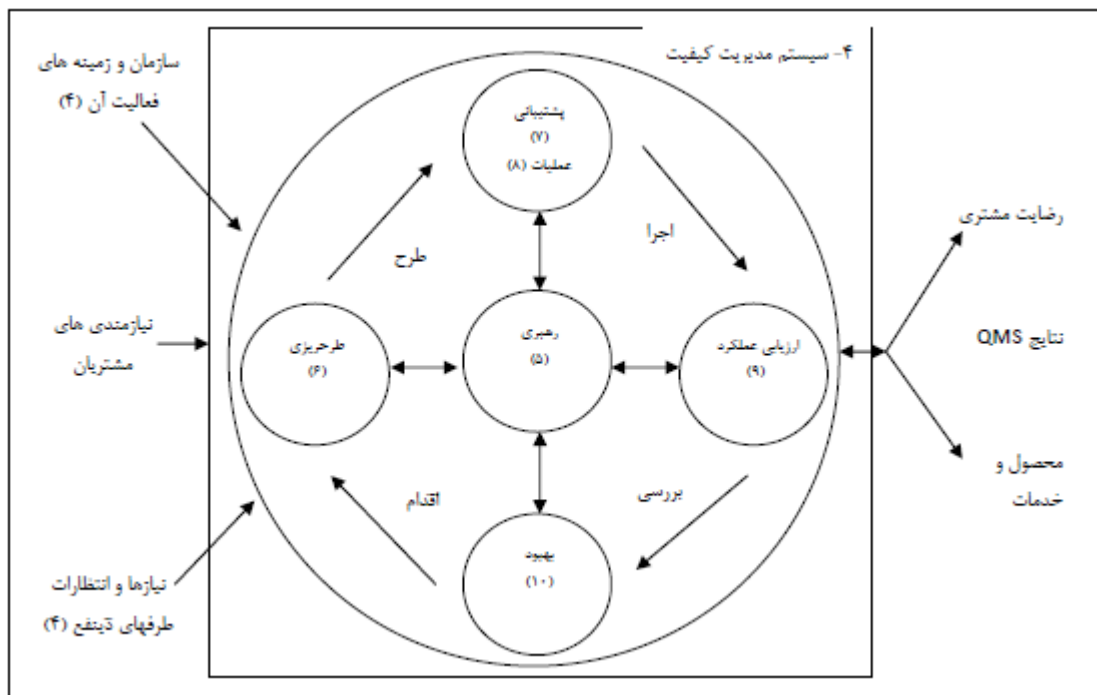 ۴- سیستم مدیریت کیفیت
سازمان و زمینه های
فعالیت آن (۴)
پشتیبانی
(۷)
عملیات (۸)
اجرا
طرح
رضایت مشتری
نیازمندی های
مشتریان
طرحریزی
(۶)
رهبری
(۵)
ارزیابی عملکرد
(۹)
نتایج QMS
اقدام
بررسی
محصول و
خدمات
بهبود
(۱۰)
نیازها و انتظارات
طرفهای ذینفع (۴)